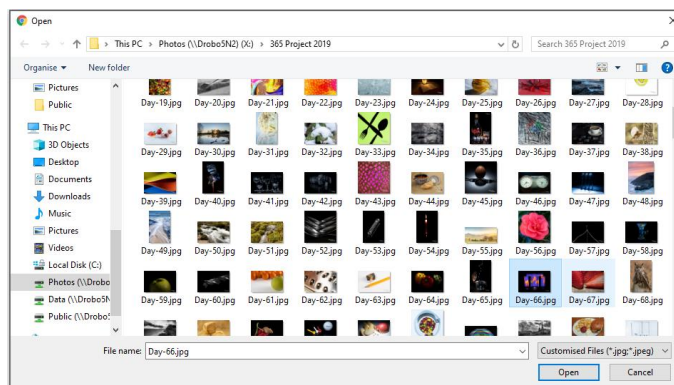 Open
This PC > Photos (\\Drobo5N2) (X:) > 365 Project 2019
Search 365 Project 2019
Organise
New folder
Pictures
Public
This PC
3D Objects
Desktop
Documents
Downloads
Music
Pictures
Videos
Local Disk (C:)
Photos (\\Drobo
Data (\\Drobo5N
Public (\\Drobo5
Day-19.jpg Day-20.jpg Day-21.jpg Day-22.jpg Day-23.jpg Day-24.jpg Day-25.jpg Day-26.jpg Day-27.jpg Day-28.jpg
Day-29.jpg Day-30.jpg Day-31.jpg Day-32.jpg Day-33.jpg Day-34.jpg Day-35.jpg Day-36.jpg Day-37.jpg Day-38.jpg
Day-39.jpg Day-40.jpg Day-41.jpg Day-42.jpg Day-43.jpg Day-44.jpg Day-45.jpg Day-46.jpg Day-47.jpg Day-48.jpg
Day-49.jpg Day-50.jpg Day-51.jpg Day-52.jpg Day-53.jpg Day-54.jpg Day-55.jpg Day-56.jpg Day-57.jpg Day-58.jpg
Day-59.jpg Day-60.jpg Day-61.jpg Day-62.jpg Day-63.jpg Day-64.jpg Day-65.jpg Day-66.jpg Day-67.jpg Day-68.jpg
File name: Day-66.jpg
Customised Files (*.jpg;*.jpeg)
Open
Cancel